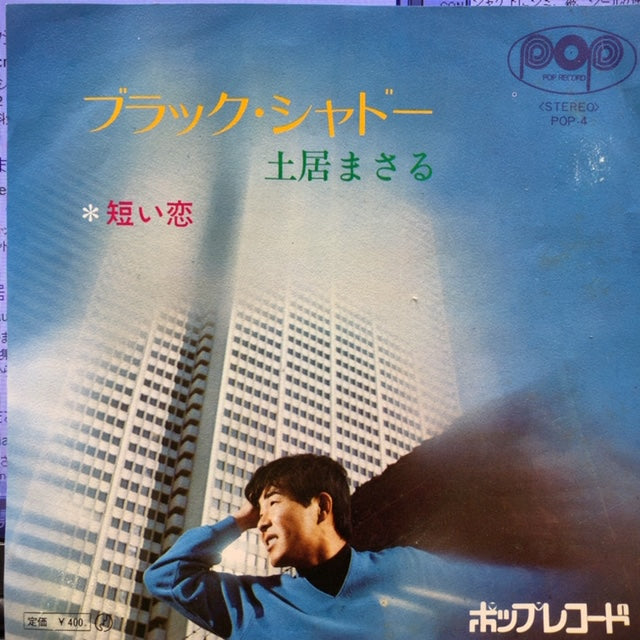 pop
POP RECORD
〈STEREO〉
POP-4
ブラック・シャドー
土居まさる
＊短い恋
定価 ￥400.
ポップレコード